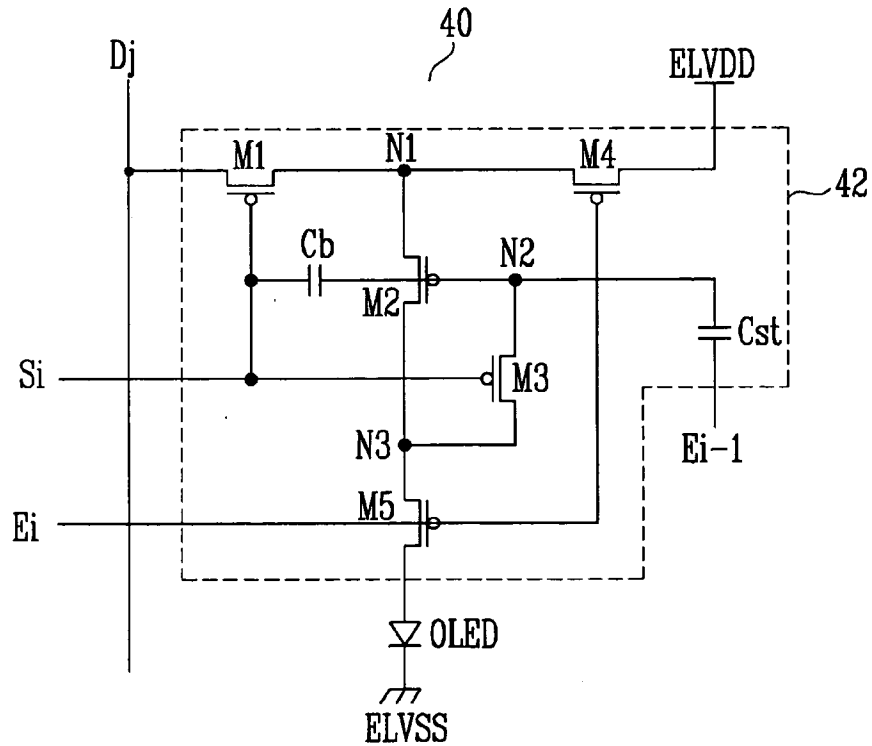 40
Dj
ELVDD
M1
N1
M4
42
Cb
N2
M2
Cst
Si
M3
N3
Ei-1
M5
Ei
OLED
ELVSS